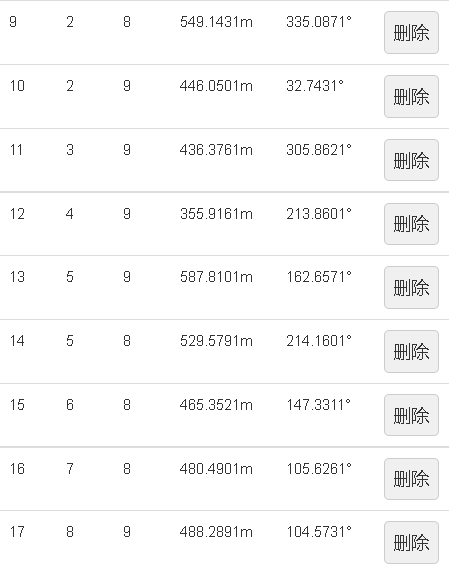 9 2 8 549.1431m 335.0871° 删除
10 2 9 446.0501m 32.7431° 删除
11 3 9 436.3761m 305.8621° 删除
12 4 9 355.9161m 213.8601° 删除
13 5 9 587.8101m 162.6571° 删除
14 5 8 529.5791m 214.1601° 删除
15 6 8 465.3521m 147.3311° 删除
16 7 8 480.4901m 105.6261° 删除
17 8 9 488.2891m 104.5731° 删除